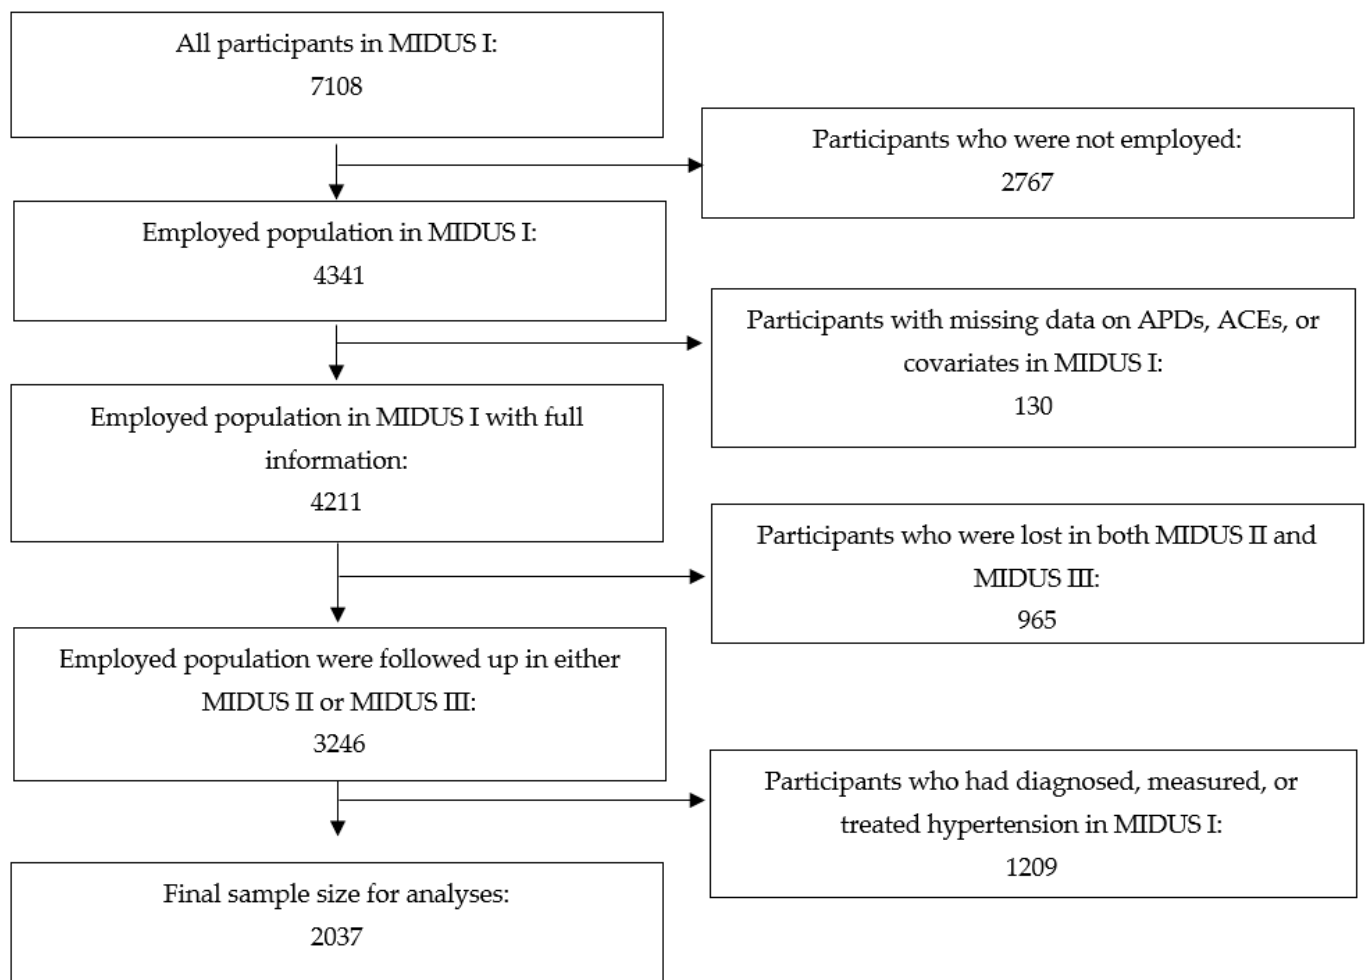 All participants in MIDUS I:
7108
Participants who were not employed:
2767
Employed population in MIDUS I:
4341
Participants with missing data on APDs, ACEs, or
covariates in MIDUS I:
130
Employed population in MIDUS I with full
information:
4211
Participants who were lost in both MIDUS II and
MIDUS III:
965
Employed population were followed up in either
MIDUS II or MIDUS III:
3246
Participants who had diagnosed, measured, or
treated hypertension in MIDUS I:
1209
Final sample size for analyses:
2037